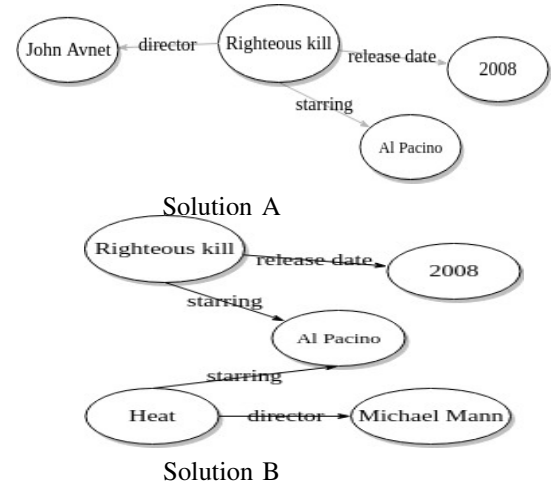 John Avnet
director
Righteous kill
release date
2008
starring
Al Pacino
Solution A
Righteous kill
release date
2008
starring
Al Pacino
starring
Heat
director
Michael Mann
Solution B